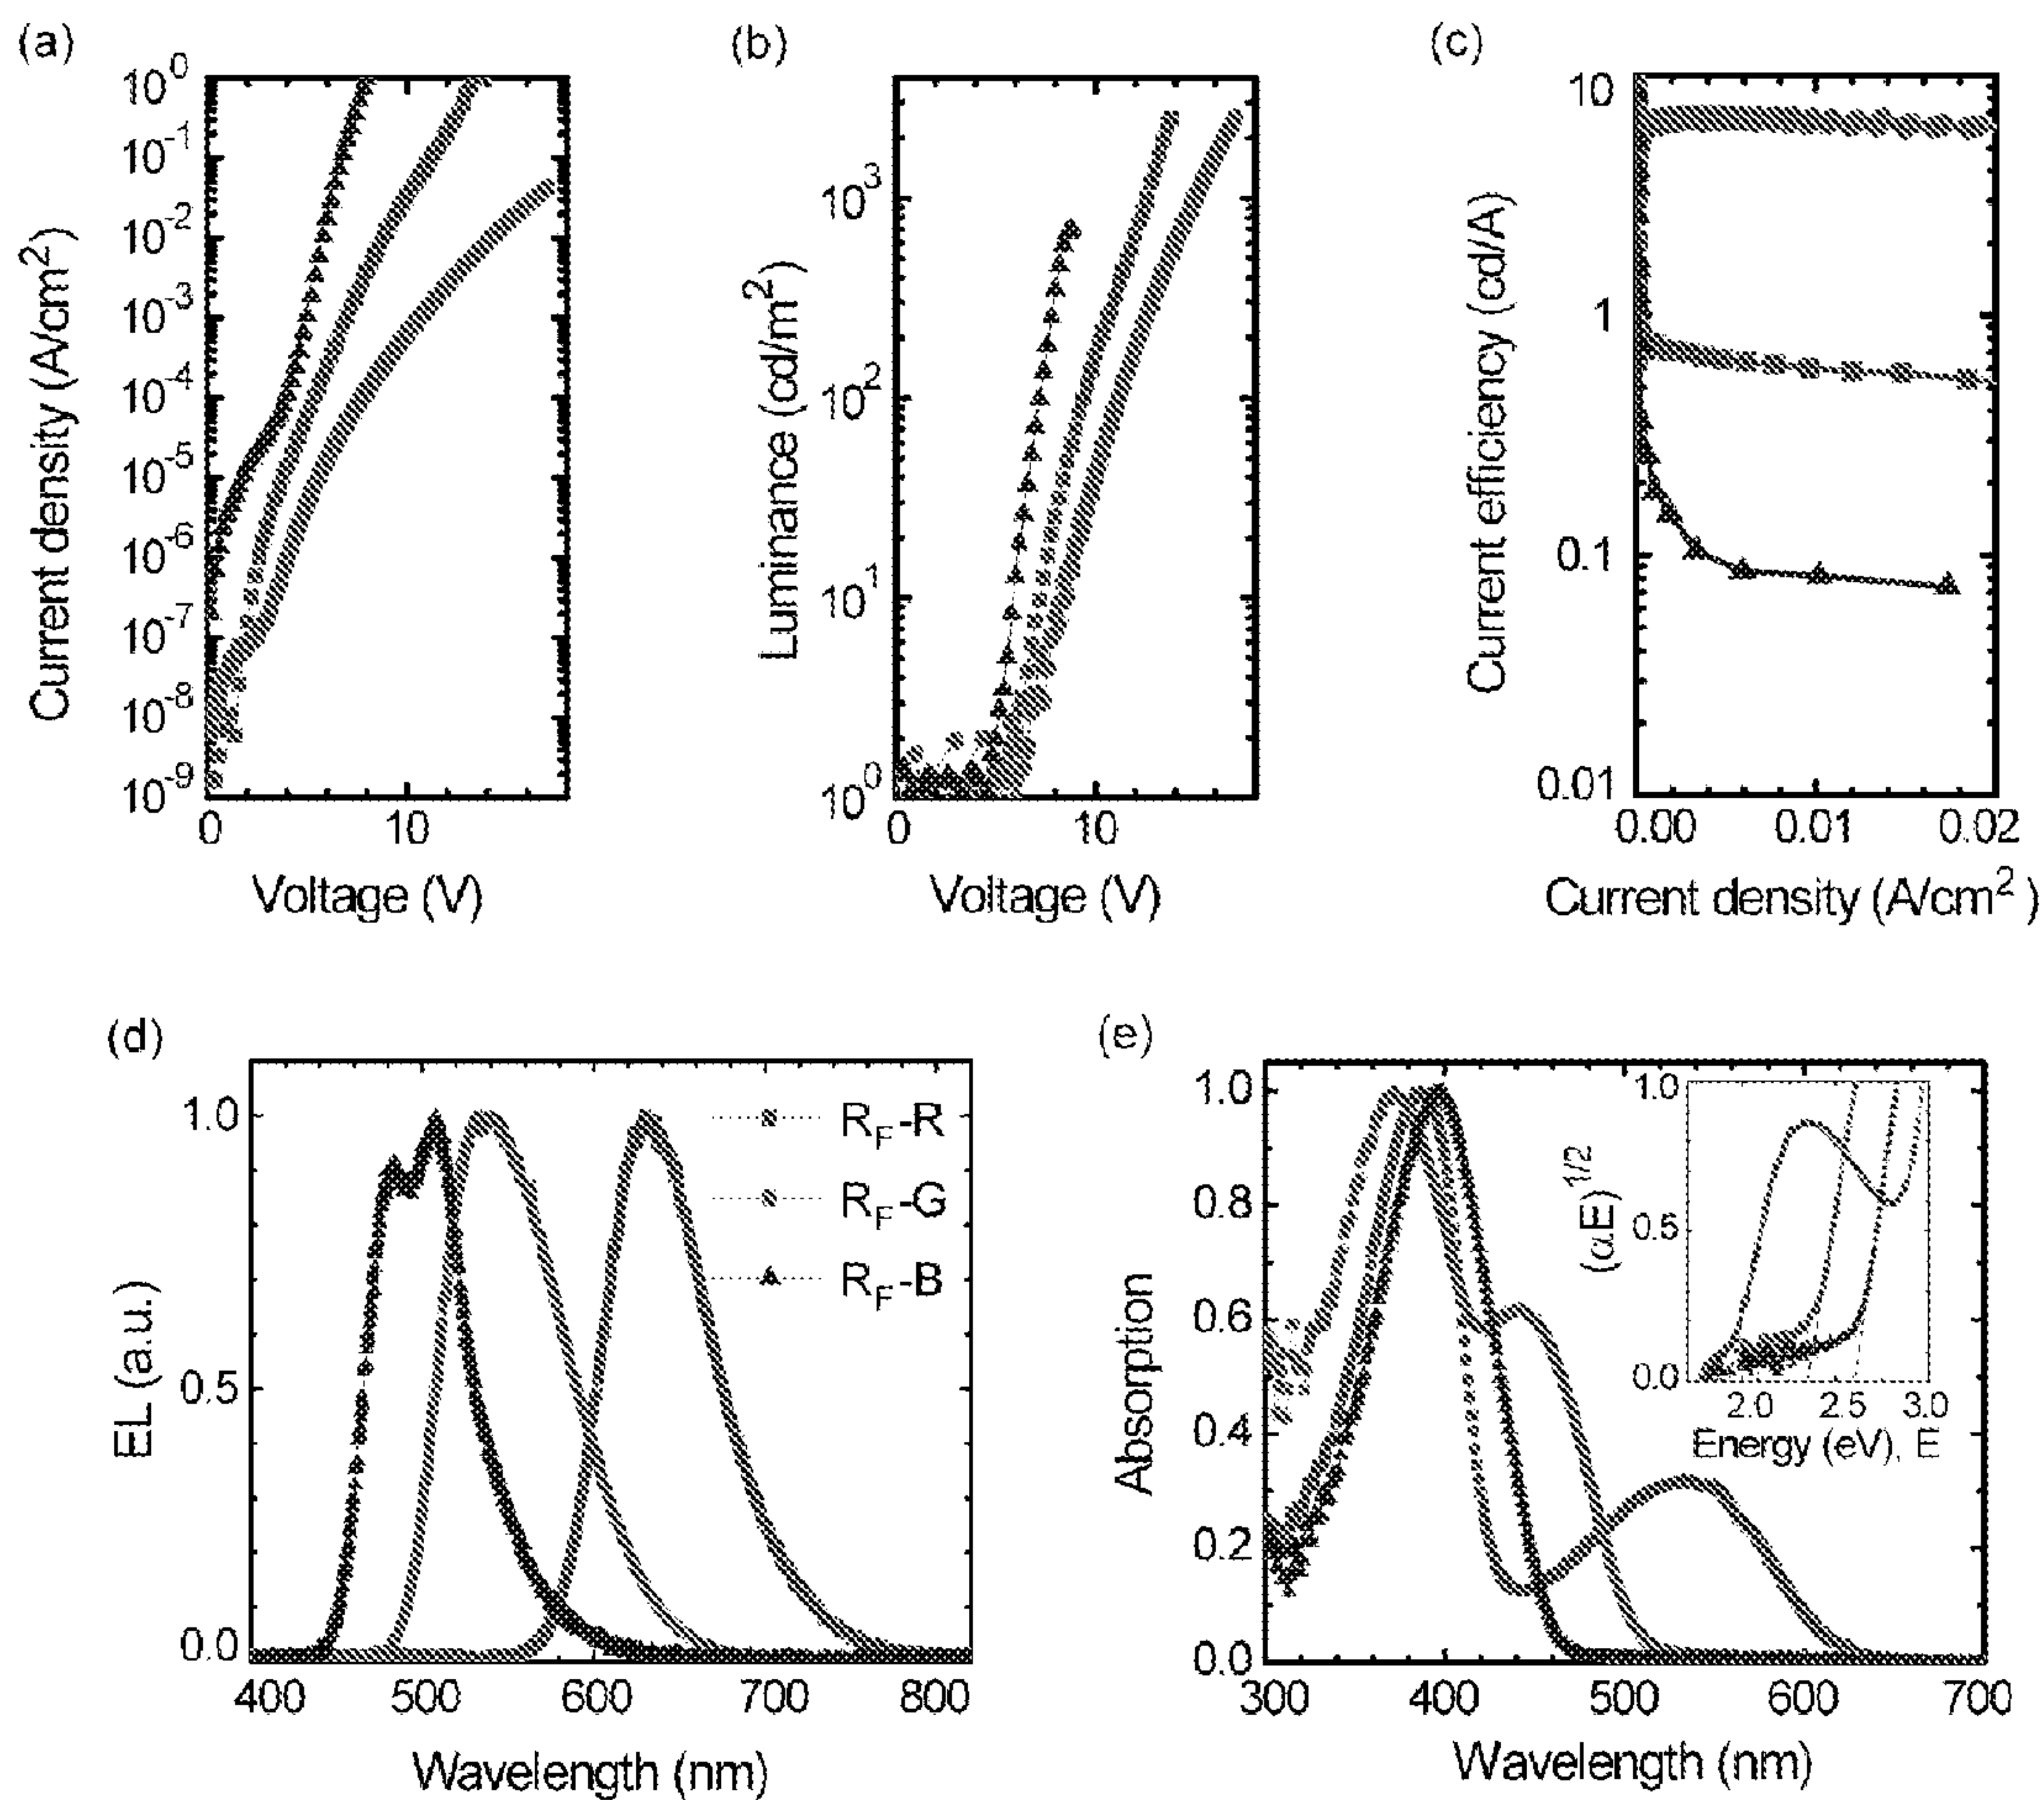 (a)
10^0
10^-1
10^-2
10^-3
10^-4
10^-5
10^-6
10^-7
10^-8
10^-9
Current density (A/cm^2)
0 10
Voltage (V)
(b)
10^3
10^2
10^1
10^0
Luminance (cd/m^2)
0 10
Voltage (V)
(c)
10
1
0.1
0.01
Current efficiency (cd/A)
0.00 0.01 0.02
Current density (A/cm^2)
(d)
1.0
0.5
0.0
EL (a.u.)
R_F-R
R_F-G
R_F-B
400 500 600 700 800
Wavelength (nm)
(e)
1.0
0.8
0.6
0.4
0.2
0.0
Absorption
1.0
0.5
0.0
(αE)^1/2
2.0 2.5 3.0
Energy (eV), E
300 400 500 600 700
Wavelength (nm)